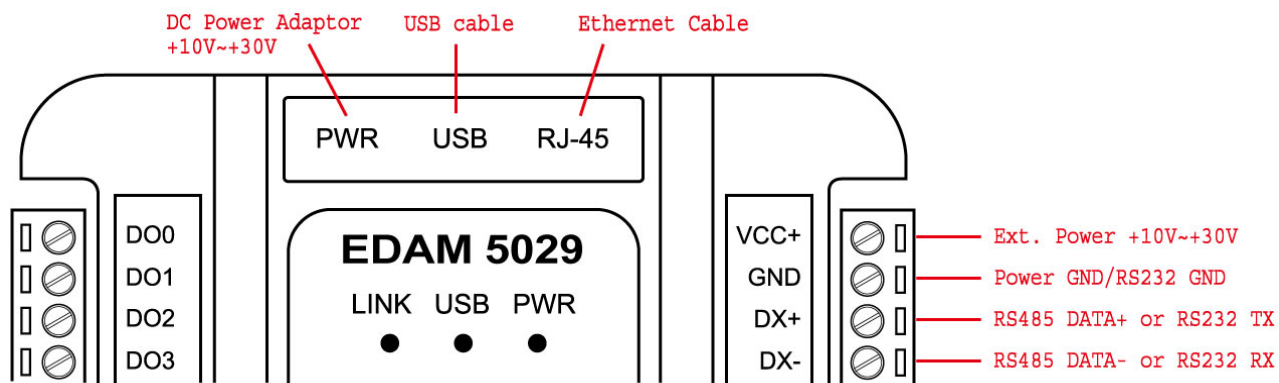 DC Power Adaptor
+10V~+30V
USB cable
Ethernet Cable
PWR USB RJ-45
EDAM 5029
LINK USB PWR
DO0
DO1
DO2
DO3
VCC+
GND
DX+
DX-
Ext. Power +10V~+30V
Power GND/RS232 GND
RS485 DATA+ or RS232 TX
RS485 DATA- or RS232 RX